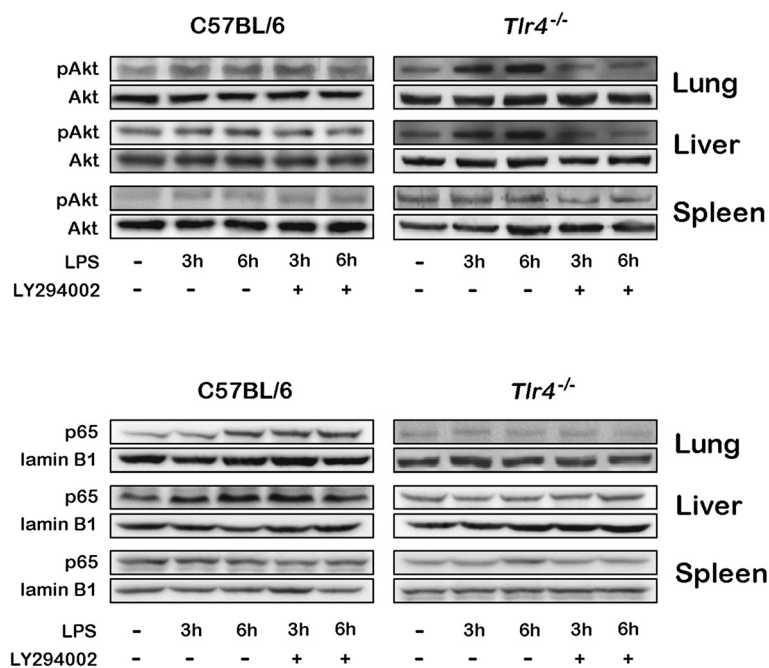 C57BL/6 Tlr4-/-
pAkt
Akt
Lung
pAkt
Akt
Liver
pAkt
Akt
Spleen
LPS - 3h 6h 3h 6h - 3h 6h 3h 6h
LY294002 - - - + + - - - + +
C57BL/6 Tlr4-/-
p65
lamin B1
Lung
p65
lamin B1
Liver
p65
lamin B1
Spleen
LPS - 3h 6h 3h 6h - 3h 6h 3h 6h
LY294002 - - - + + - - - + +